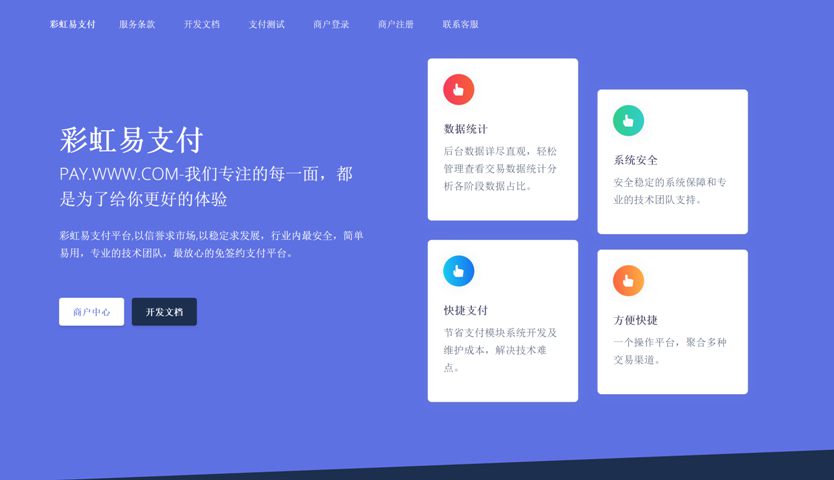 彩虹易支付 服务条款 开发文档 支付测试 商户登录 商户注册 联系客服
彩虹易支付
PAY.WWW.COM-我们专注的每一面，都
是为了给你更好的体验
彩虹易支付平台,以信誉求市场,以稳定求发展，行业内最安全，简单
易用，专业的技术团队，最放心的免签约支付平台。
商户中心 开发文档
数据统计
后台数据详尽直观，轻松
管理查看交易数据统计分
析各阶段数据占比。
系统安全
安全稳定的系统保障和专
业的技术团队支持。
快捷支付
节省支付模块系统开发及
维护成本，解决技术难
点。
方便快捷
一个操作平台，聚合多种
交易渠道。